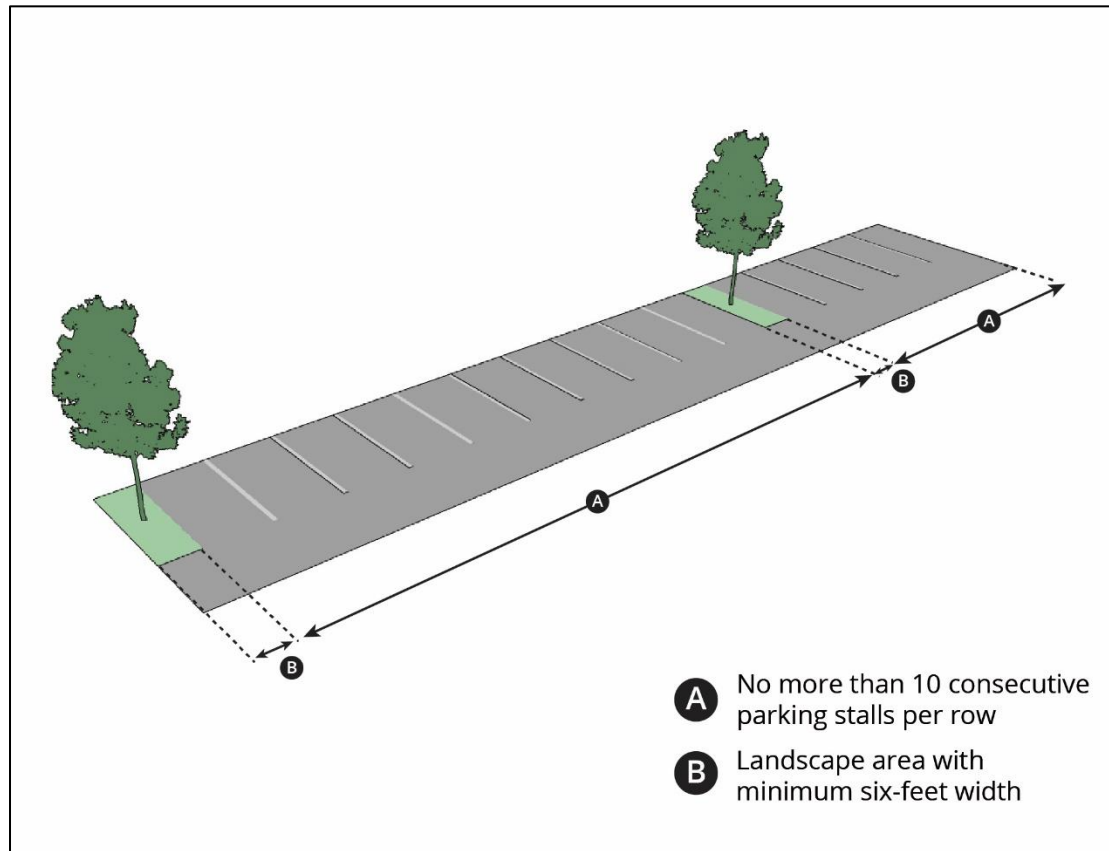 A
B
A
B
A No more than 10 consecutive
parking stalls per row
B Landscape area with
minimum six-feet width